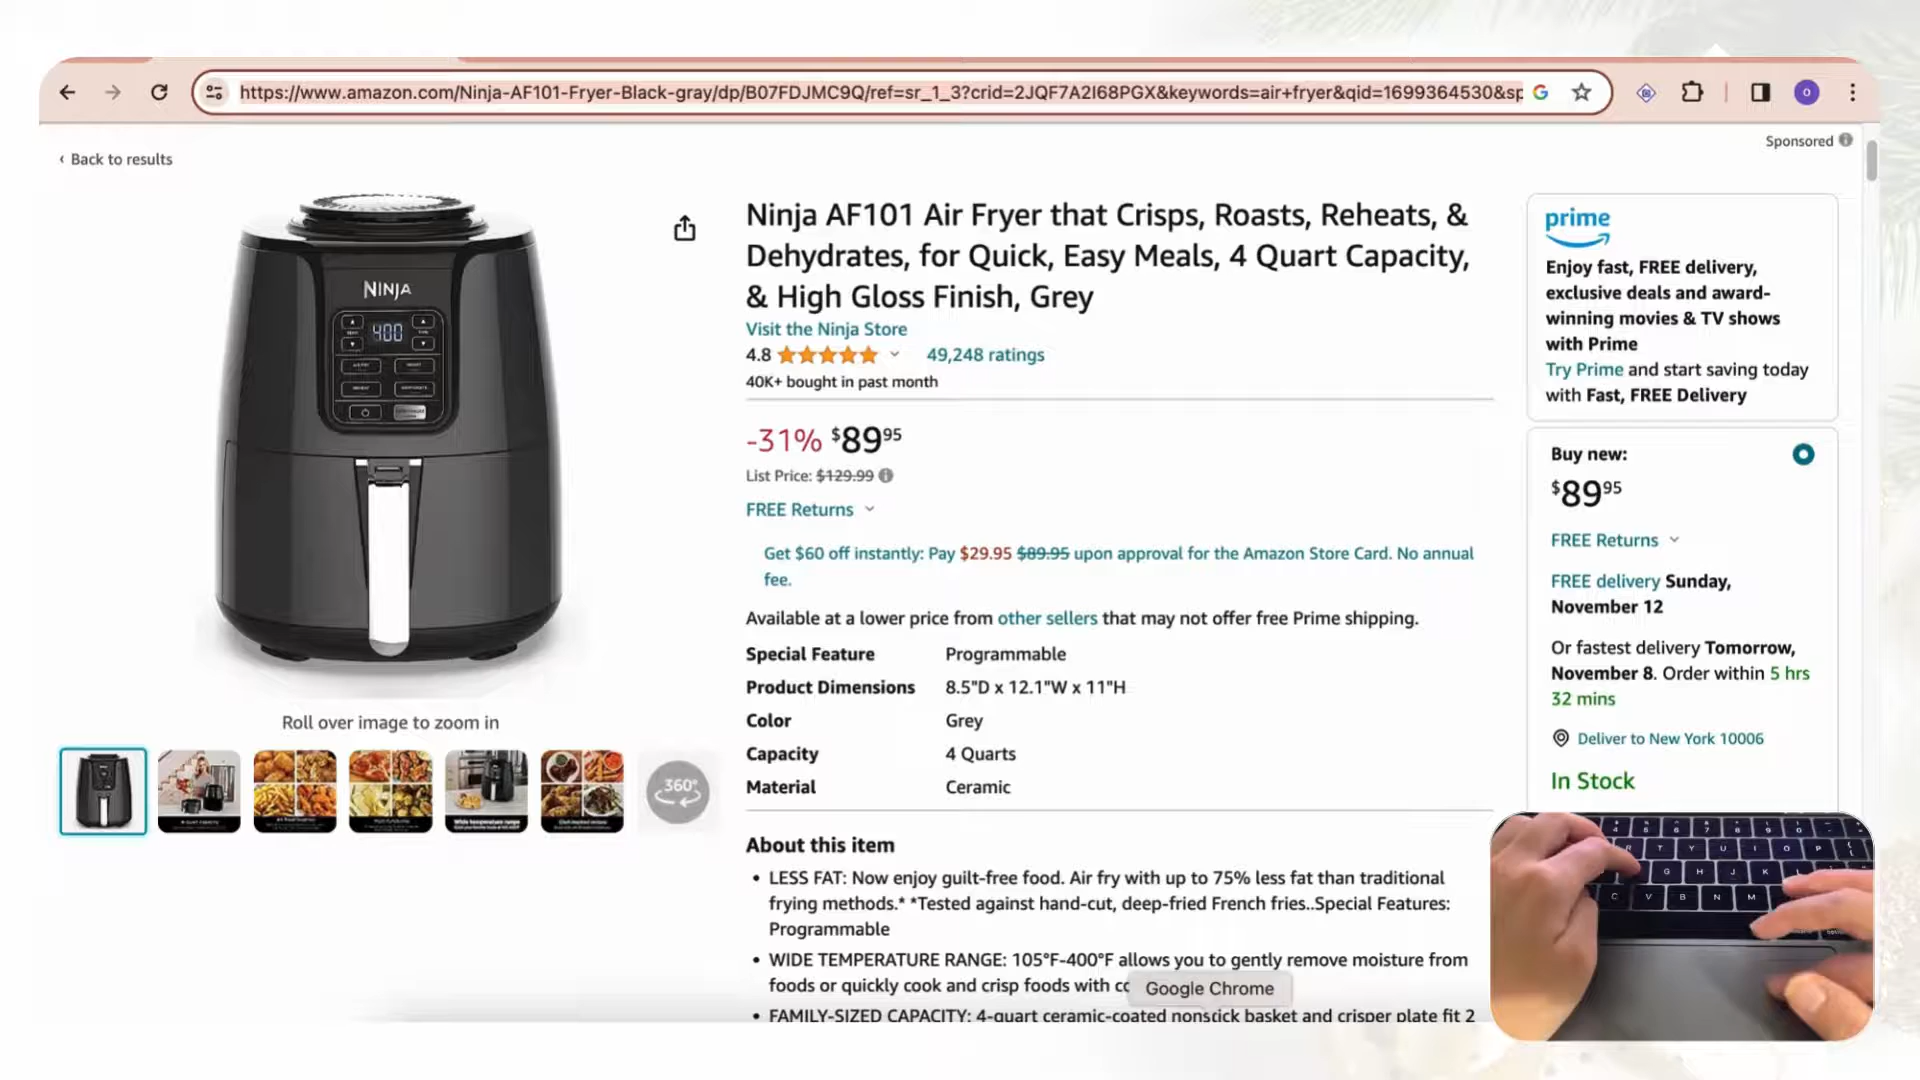 https://www.amazon.com/Ninja-AF101-Fryer-Black-gray/dp/B07FDJMC9Q/ref=sr_1_3?crid=2JQF7A2I68PGX&keywords=air+fryer&qid=1699364530&sp
Sponsored
‹ Back to results
NINJA
400
Roll over image to zoom in
360°
Ninja AF101 Air Fryer that Crisps, Roasts, Reheats, &
Dehydrates, for Quick, Easy Meals, 4 Quart Capacity,
& High Gloss Finish, Grey
Visit the Ninja Store
4.8 49,248 ratings
40K+ bought in past month
-31% $89 95
List Price: $129.99
FREE Returns
Get $60 off instantly: Pay $29.95 $89.95 upon approval for the Amazon Store Card. No annual
fee.
Available at a lower price from other sellers that may not offer free Prime shipping.
Special Feature Programmable
Product Dimensions 8.5"D x 12.1"W x 11"H
Color Grey
Capacity 4 Quarts
Material Ceramic
About this item
• LESS FAT: Now enjoy guilt-free food. Air fry with up to 75% less fat than traditional
frying methods.* *Tested against hand-cut, deep-fried French fries..Special Features:
Programmable
• WIDE TEMPERATURE RANGE: 105°F-400°F allows you to gently remove moisture from
foods or quickly cook and crisp foods with
Google Chrome
• FAMILY-SIZED CAPACITY: 4-quart ceramic-coated nonstick basket and crisper plate fit 2
prime
Enjoy fast, FREE delivery,
exclusive deals and award-
winning movies & TV shows
with Prime
Try Prime and start saving today
with Fast, FREE Delivery
Buy new:
$89 95
FREE Returns
FREE delivery Sunday,
November 12
Or fastest delivery Tomorrow,
November 8. Order within 5 hrs
32 mins
Deliver to New York 10006
In Stock